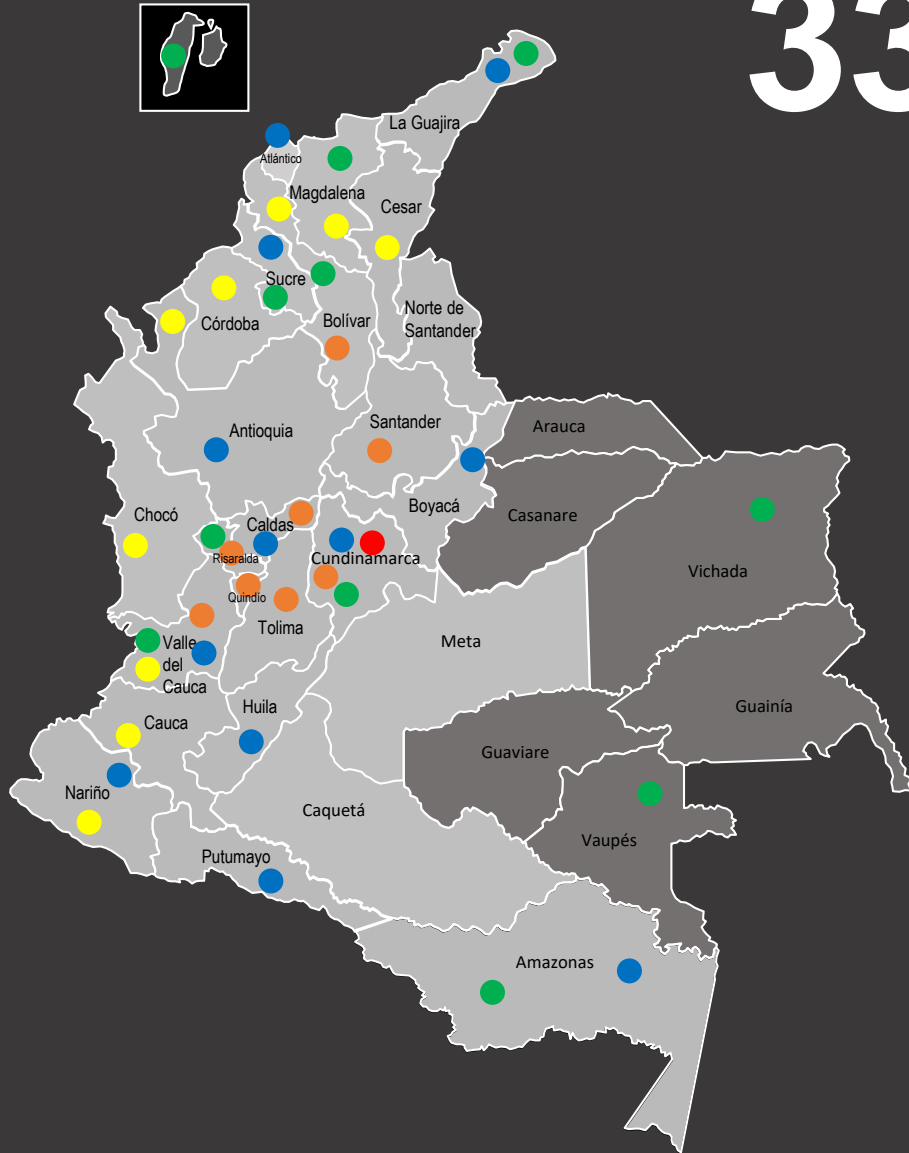 33
La Guajira
Atlántico
Magdalena
Cesar
Sucre
Bolívar
Córdoba
Norte de
Santander
Antioquia
Santander
Arauca
Boyacá
Casanare
Chocó
Caldas
Risaralda
Cundinamarca
Quindío
Vichada
Tolima
Valle
del
Cauca
Meta
Huila
Guainía
Cauca
Guaviare
Nariño
Caquetá
Vaupés
Putumayo
Amazonas